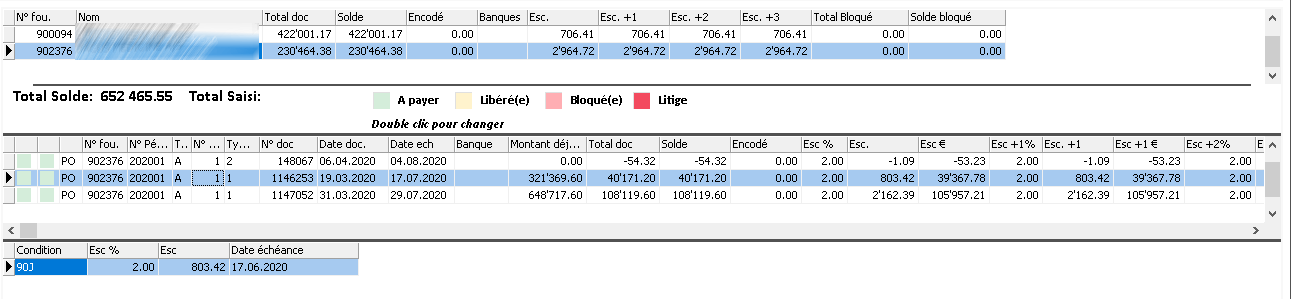 N° fou. Nom Total doc Solde Encodé Banques Esc. Esc. +1 Esc. +2 Esc. +3 Total Bloqué Solde bloqué
900094 422'001.17 422'001.17 0.00 706.41 706.41 706.41 706.41 0.00 0.00
902376 230'464.38 230'464.38 0.00 2'964.72 2'964.72 2'964.72 2'964.72 0.00 0.00
Total Solde: 652 465.55 Total Saisi: A payer Libéré(e) Bloqué(e) Litige
Double clic pour changer
N° fou. N° Pé... T.. N° ... Ty... N° doc Date doc. Date ech Banque Montant déj... Total doc Solde Encodé Esc % Esc. Esc € Esc +1% Esc. +1 Esc +1 € Esc +2% E
PO 902376 202001 A 1 2 148067 06.04.2020 04.08.2020 0.00 -54.32 -54.32 0.00 2.00 -1.09 -53.23 2.00 -1.09 -53.23 2.00
PO 902376 202001 A 1 1 1146253 19.03.2020 17.07.2020 321'369.60 40'171.20 40'171.20 0.00 2.00 803.42 39'367.78 2.00 803.42 39'367.78 2.00
PO 902376 202001 A 1 1 1147052 31.03.2020 29.07.2020 648'717.60 108'119.60 108'119.60 0.00 2.00 2'162.39 105'957.21 2.00 2'162.39 105'957.21 2.00
Condition Esc % Esc Date échéance
90J 2.00 803.42 17.06.2020